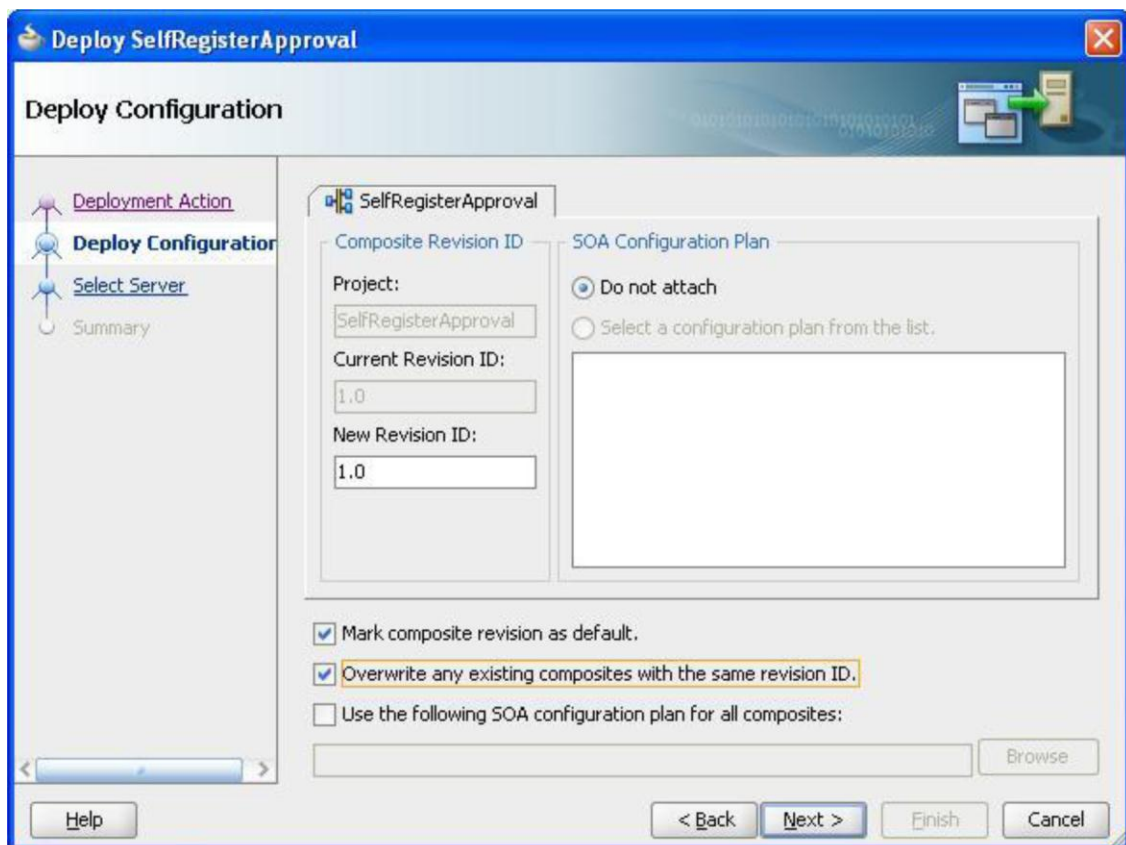 Deploy SelfRegisterApproval
Deploy Configuration
Deployment Action
Deploy Configuration
Select Server
Summary
SelfRegisterApproval
Composite Revision ID
Project:
SelfRegisterApproval
Current Revision ID:
1.0
New Revision ID:
1.0
SOA Configuration Plan
Do not attach
Select a configuration plan from the list.
Mark composite revision as default.
Overwrite any existing composites with the same revision ID.
Use the following SOA configuration plan for all composites:
Browse
Help
< Back
Next >
Finish
Cancel